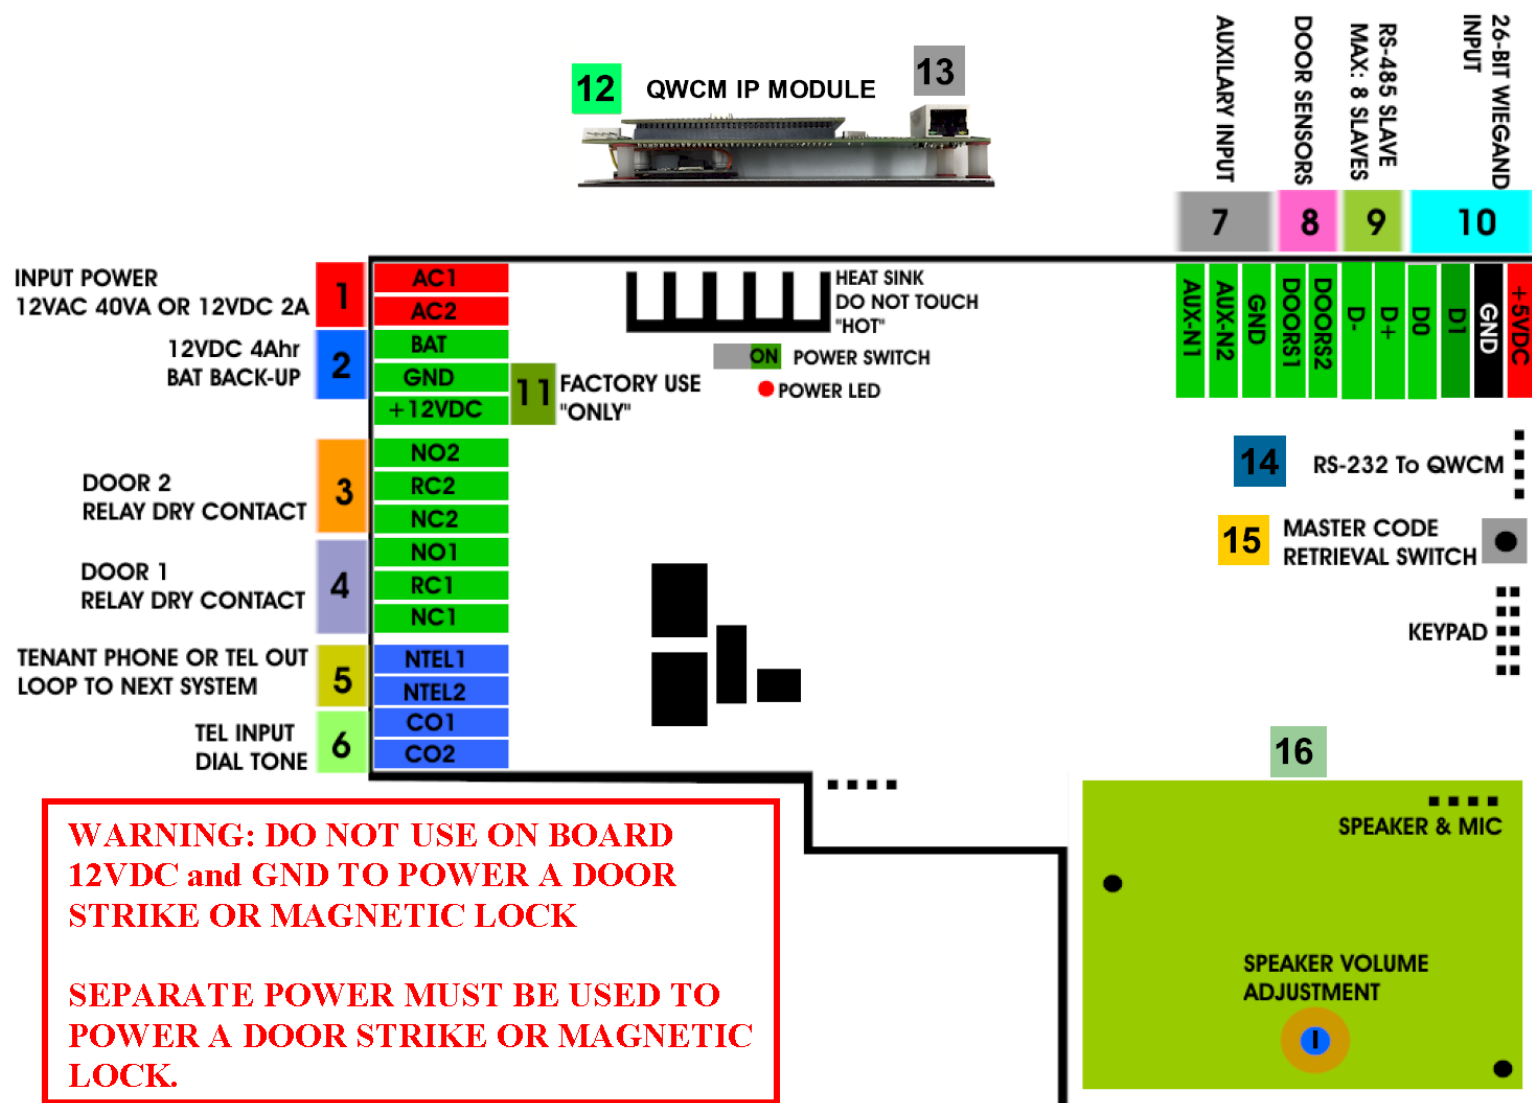 12
QWCM IP MODULE
13
AUXILARY INPUT
DOOR SENSORS
RS-485 SLAVE
MAX: 8 SLAVES
26-BIT WIEGAND
INPUT
7
8
9
10
AUX-N1
AUX-N2
GND
DOORS1
DOORS2
D-
D+
D0
D1
GND
+5VDC
INPUT POWER
12VAC 40VA OR 12VDC 2A
1
AC1
AC2
12VDC 4Ahr
BAT BACK-UP
2
BAT
GND
+12VDC
11
FACTORY USE
"ONLY"
HEAT SINK
DO NOT TOUCH
"HOT"
ON
POWER SWITCH
POWER LED
DOOR 2
RELAY DRY CONTACT
3
NO2
RC2
NC2
DOOR 1
RELAY DRY CONTACT
4
NO1
RC1
NC1
TENANT PHONE OR TEL OUT
LOOP TO NEXT SYSTEM
5
NTEL1
NTEL2
TEL INPUT
DIAL TONE
6
CO1
CO2
14
RS-232 To QWCM
15
MASTER CODE
RETRIEVAL SWITCH
KEYPAD
16
SPEAKER & MIC
SPEAKER VOLUME
ADJUSTMENT
WARNING: DO NOT USE ON BOARD
12VDC and GND TO POWER A DOOR
STRIKE OR MAGNETIC LOCK
SEPARATE POWER MUST BE USED TO
POWER A DOOR STRIKE OR MAGNETIC
LOCK.